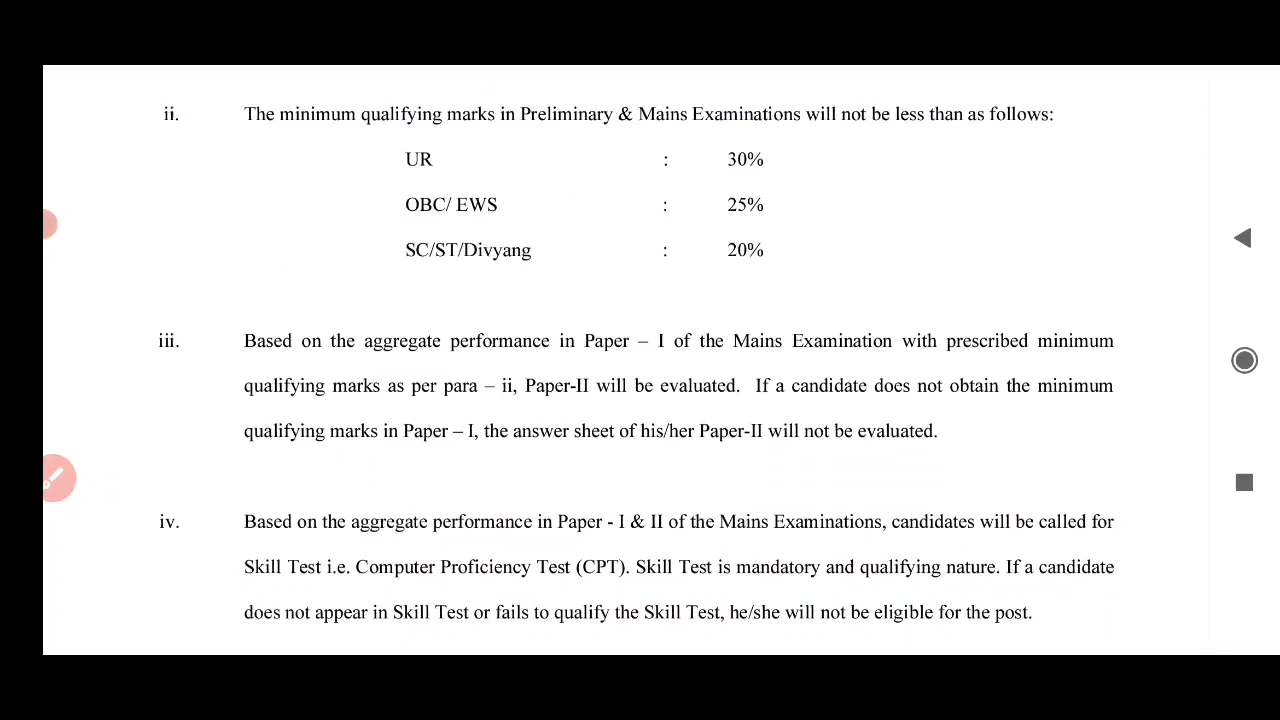 ii. The minimum qualifying marks in Preliminary & Mains Examinations will not be less than as follows:
UR : 30%
OBC/ EWS : 25%
SC/ST/Divyang : 20%
iii. Based on the aggregate performance in Paper – I of the Mains Examination with prescribed minimum
qualifying marks as per para – ii, Paper-II will be evaluated. If a candidate does not obtain the minimum
qualifying marks in Paper – I, the answer sheet of his/her Paper-II will not be evaluated.
iv. Based on the aggregate performance in Paper - I & II of the Mains Examinations, candidates will be called for
Skill Test i.e. Computer Proficiency Test (CPT). Skill Test is mandatory and qualifying nature. If a candidate
does not appear in Skill Test or fails to qualify the Skill Test, he/she will not be eligible for the post.